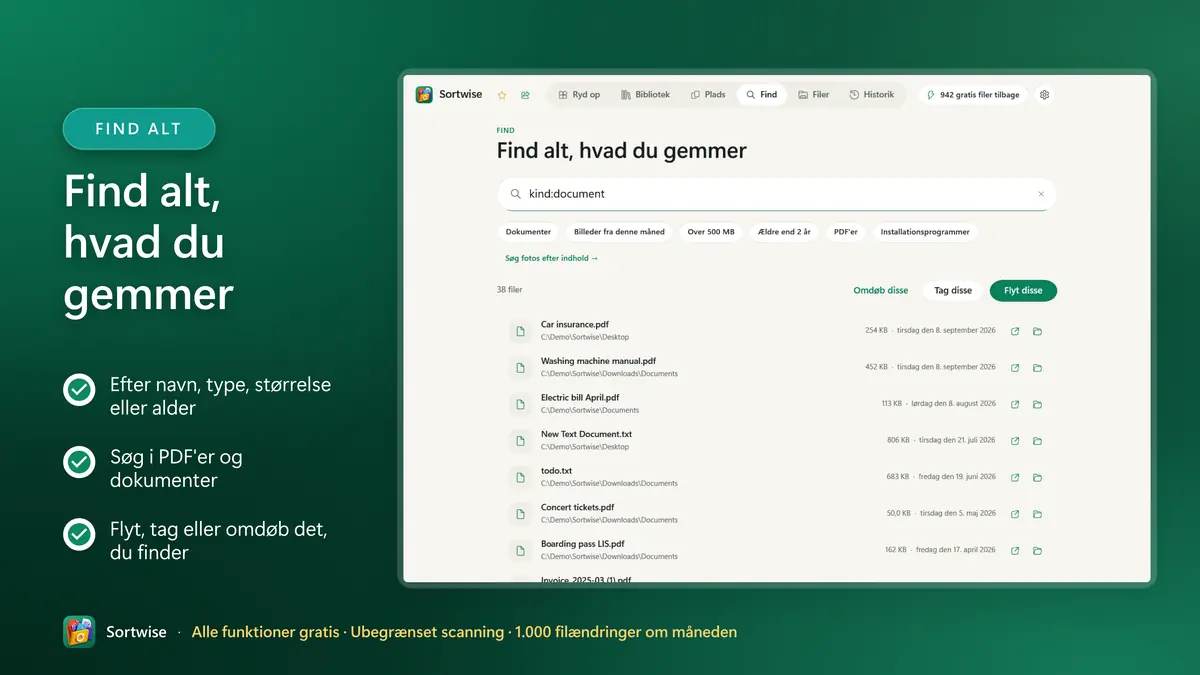 FIND ALT
Find alt,
hvad du
gemmer
Efter navn, type, størrelse
eller alder
Søg i PDF'er og
dokumenter
Flyt, tag eller omdøb det,
du finder
Sortwise · Alle funktioner gratis · Ubegrænset scanning · 1.000 filændringer om måneden
Sortwise Ryd op Bibliotek Plads Find Filer Historik 942 gratis filer tilbage
FIND
Find alt, hvad du gemmer
kind:document
Dokumenter Billeder fra denne måned Over 500 MB Ældre end 2 år PDF'er Installationsprogrammer
Søg fotos efter indhold →
38 filer Omdøb disse Tag disse Flyt disse
Car insurance.pdf
C:\Demo\Sortwise\Desktop
254 KB · tirsdag den 8. september 2026
Washing machine manual.pdf
C:\Demo\Sortwise\Downloads\Documents
452 KB · tirsdag den 8. september 2026
Electric bill April.pdf
C:\Demo\Sortwise\Documents
113 KB · lørdag den 8. august 2026
New Text Document.txt
C:\Demo\Sortwise\Desktop
806 KB · tirsdag den 21. juli 2026
todo.txt
C:\Demo\Sortwise\Downloads\Documents
683 KB · fredag den 19. juni 2026
Concert tickets.pdf
C:\Demo\Sortwise\Downloads\Documents
50,0 KB · tirsdag den 5. maj 2026
Boarding pass LIS.pdf
C:\Demo\Sortwise\Downloads\Documents
162 KB · fredag den 17. april 2026
Invoice_2025-03 (1).pdf